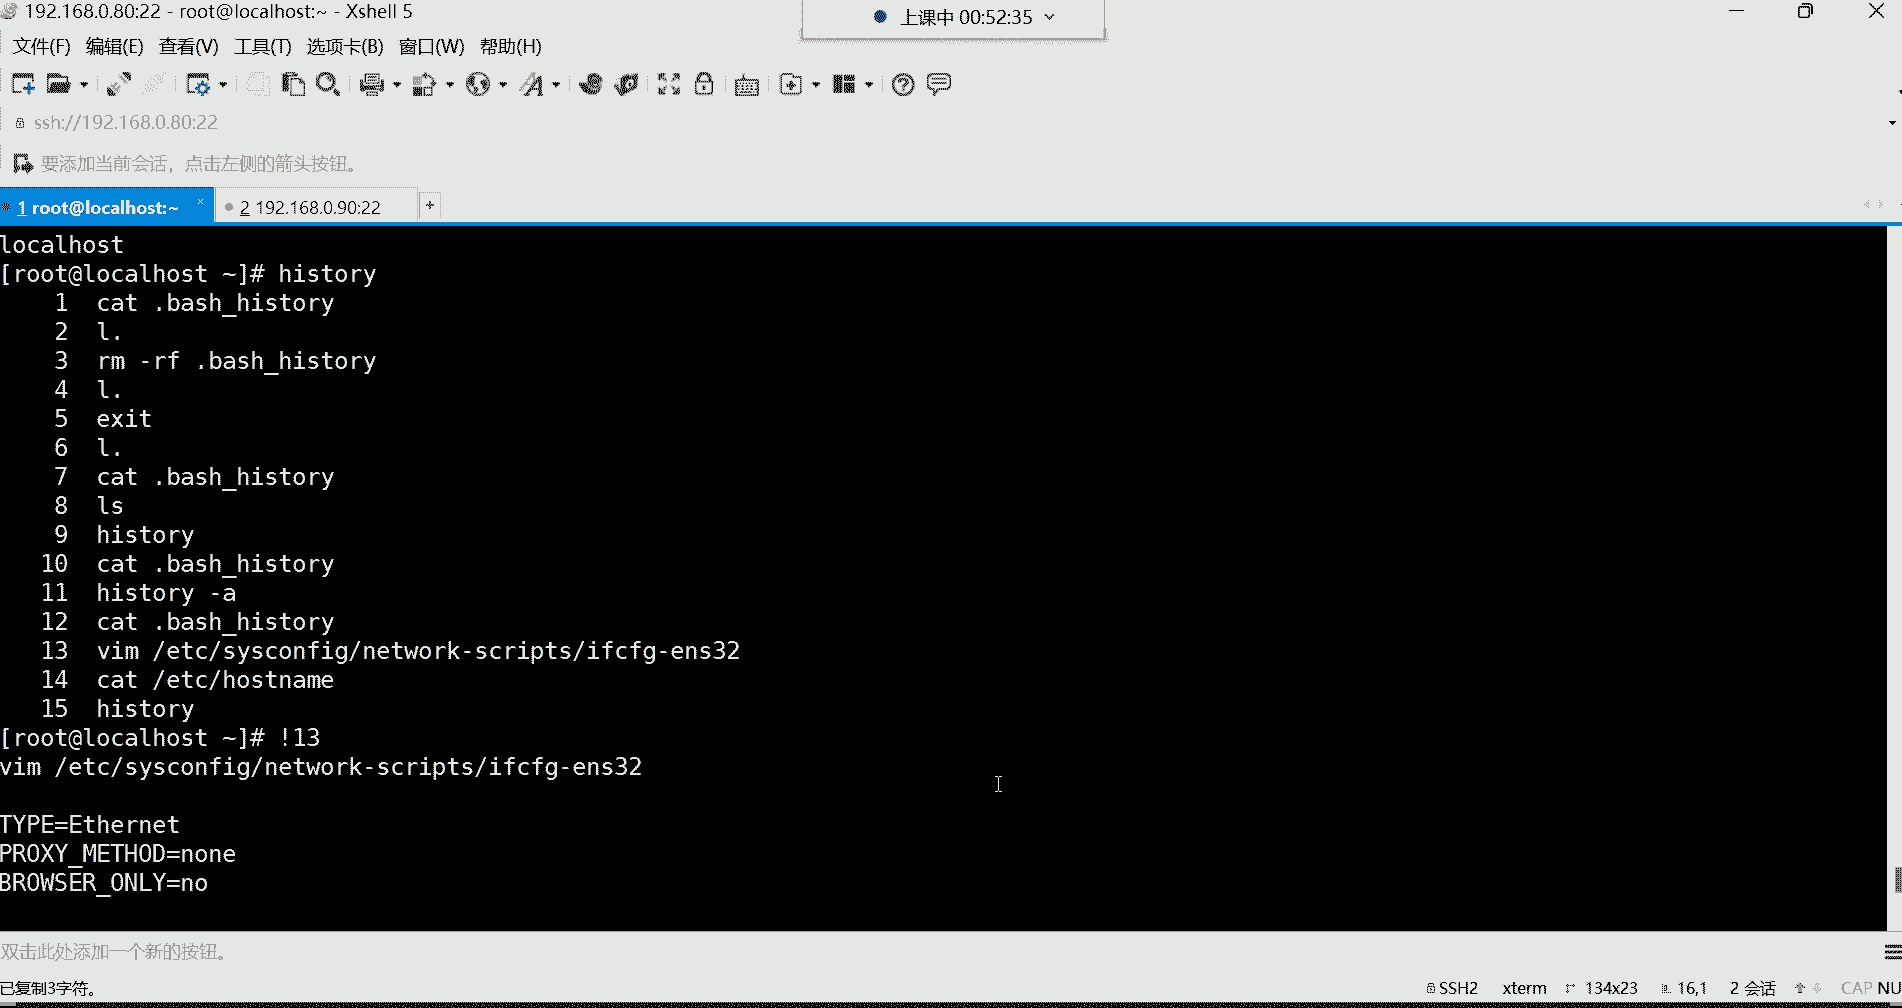 192.168.0.80:22 - root@localhost:~ - Xshell 5
上课中 00:52:35
文件(F) 编辑(E) 查看(V) 工具(T) 选项卡(B) 窗口(W) 帮助(H)
ssh://192.168.0.80:22
要添加当前会话，点击左侧的箭头按钮。
1 root@localhost:~ × 2 192.168.0.90:22 +
localhost
[root@localhost ~]# history
1 cat .bash_history
2 l.
3 rm -rf .bash_history
4 l.
5 exit
6 l.
7 cat .bash_history
8 ls
9 history
10 cat .bash_history
11 history -a
12 cat .bash_history
13 vim /etc/sysconfig/network-scripts/ifcfg-ens32
14 cat /etc/hostname
15 history
[root@localhost ~]# !13
vim /etc/sysconfig/network-scripts/ifcfg-ens32
TYPE=Ethernet
PROXY_METHOD=none
BROWSER_ONLY=no
双击此处添加一个新的按钮。
已复制3字符。 SSH2 xterm 134x23 16,1 2 会话 CAP NU